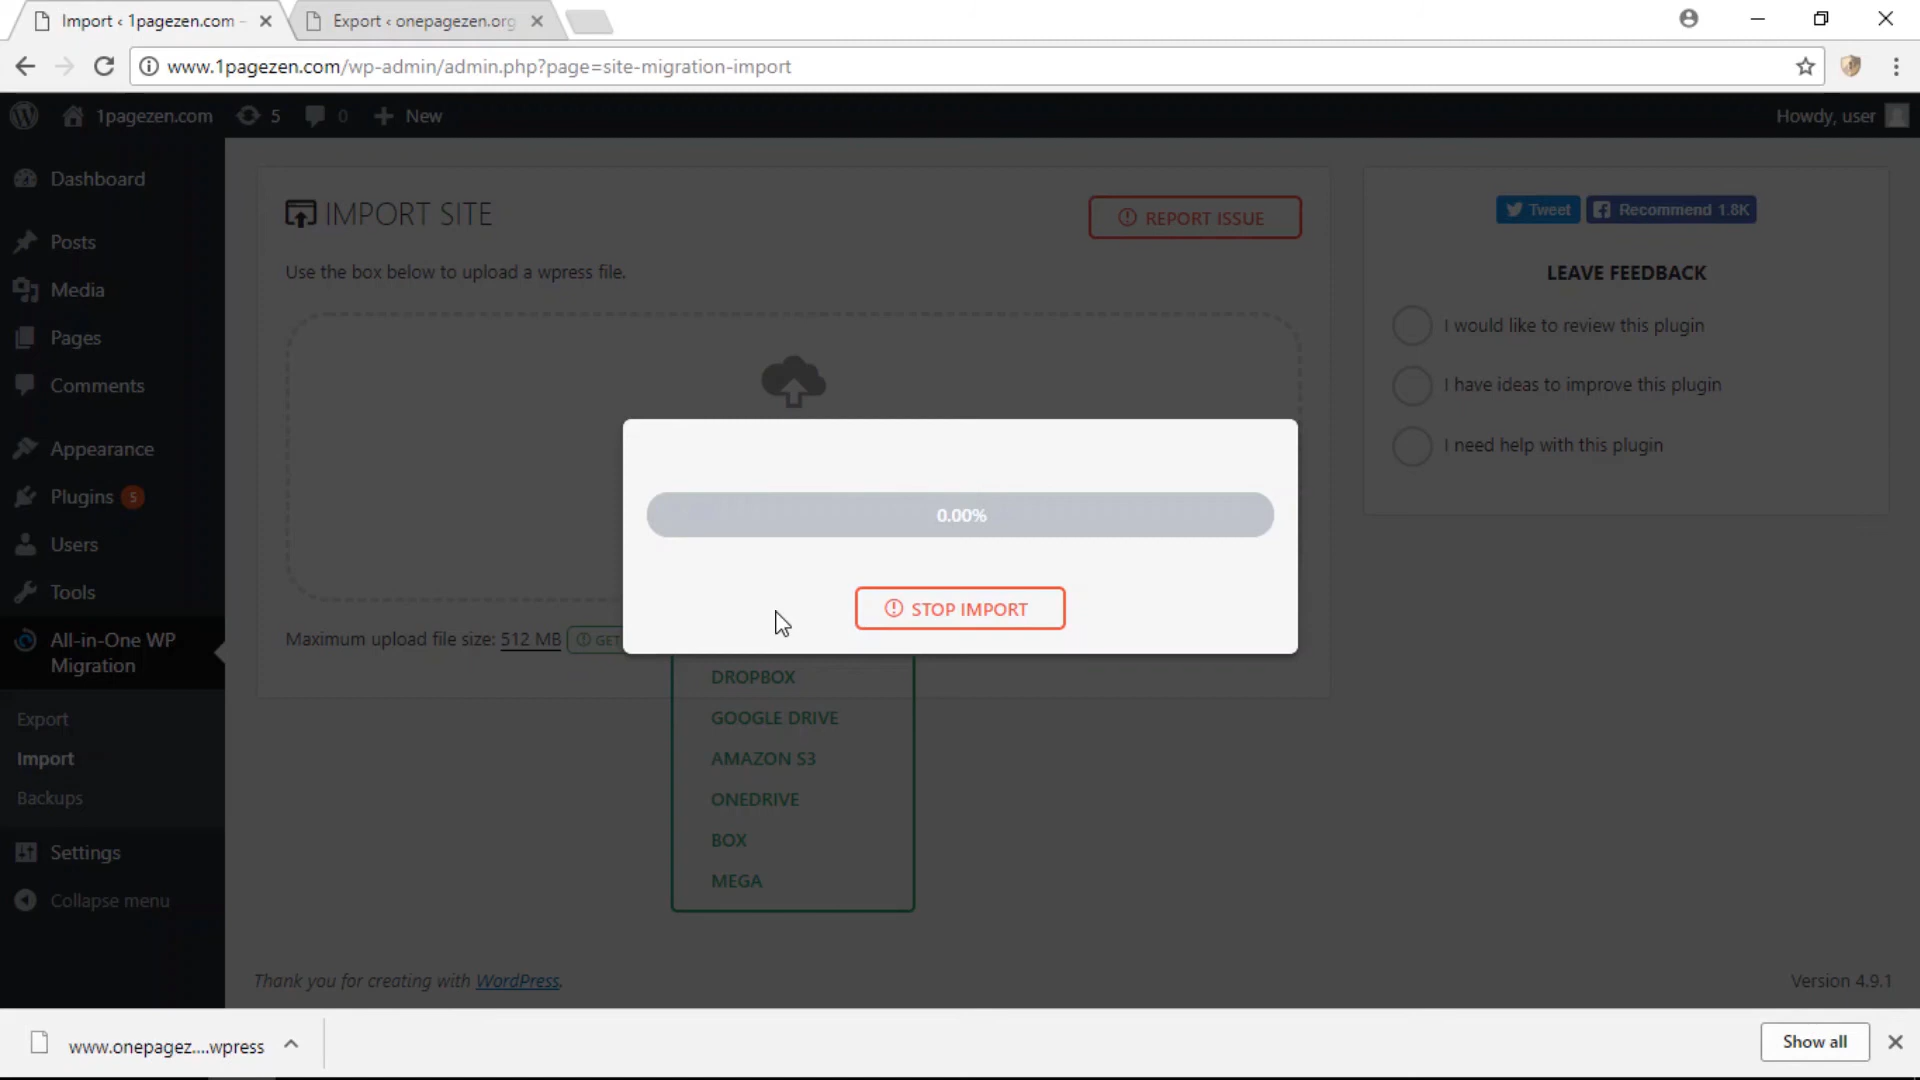 Import ‹ 1pagezen.com –
Export ‹ onepagezen.org
www.1pagezen.com/wp-admin/admin.php?page=site-migration-import
1pagezen.com
5
0
New
Howdy, user
Dashboard
Posts
Media
Pages
Comments
Appearance
Plugins 5
Users
Tools
All-in-One WP
Migration
Export
Import
Backups
Settings
Collapse menu
IMPORT SITE
REPORT ISSUE
Use the box below to upload a wpress file.
0.00%
STOP IMPORT
Maximum upload file size: 512 MB
GET
DROPBOX
GOOGLE DRIVE
AMAZON S3
ONEDRIVE
BOX
MEGA
Tweet
Recommend 1.8K
LEAVE FEEDBACK
I would like to review this plugin
I have ideas to improve this plugin
I need help with this plugin
Thank you for creating with WordPress.
Version 4.9.1
www.onepagez....wpress
Show all